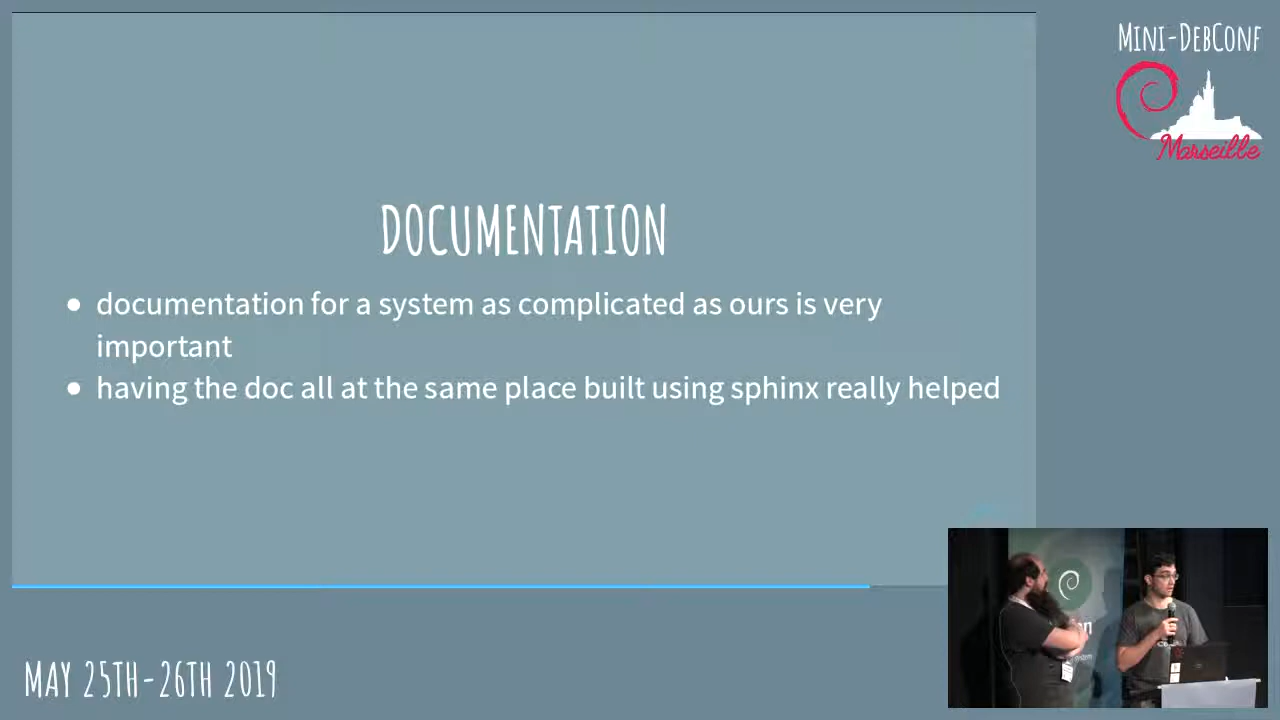 Mini-DebConf
Marseille
DOCUMENTATION
documentation for a system as complicated as ours is very
important
having the doc all at the same place built using sphinx really helped
MAY 25TH-26TH 2019